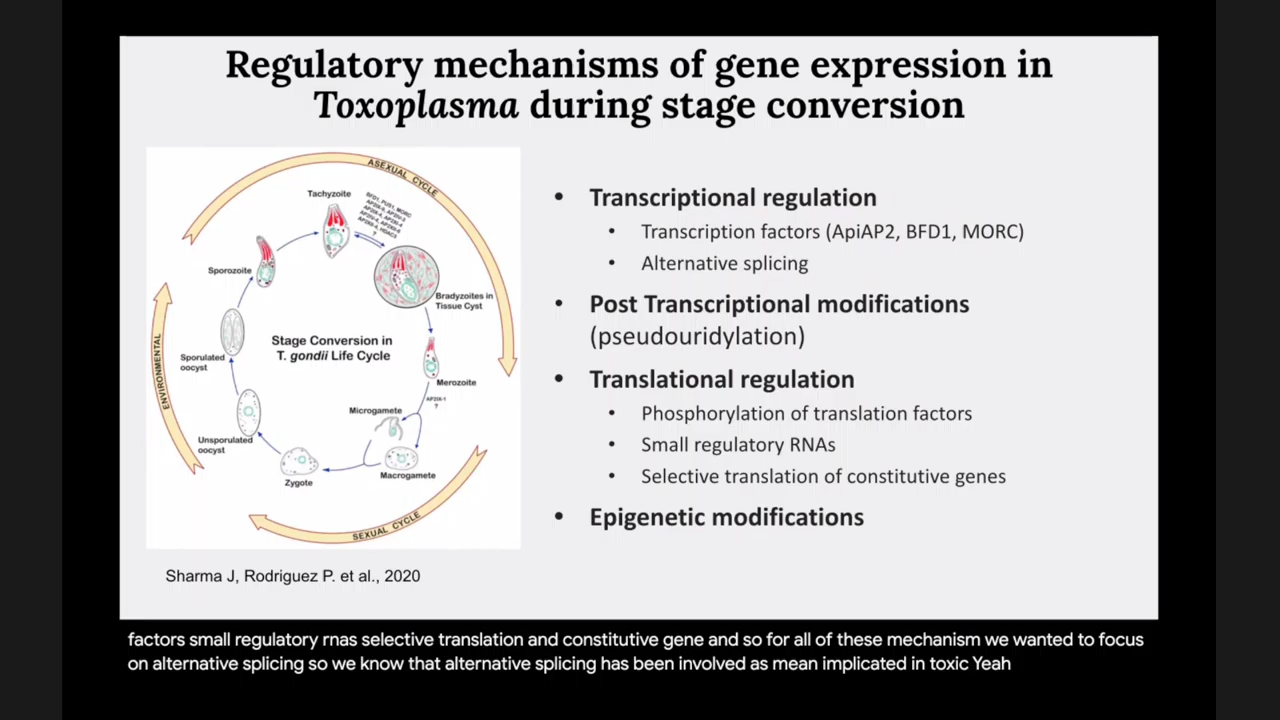 Regulatory mechanisms of gene expression in
Toxoplasma during stage conversion
ASEXUAL CYCLE
Tachyzoite
BFD1, PUS1, MORC
Sporozoite
Bradyzoites in
Tissue Cyst
Stage Conversion in
T. gondii Life Cycle
ENVIRONMENTAL
Sporulated
oocyst
Merozoite
?
Microgamete
Unsporulated
oocyst
Macrogamete
Zygote
SEXUAL CYCLE
• Transcriptional regulation
• Transcription factors (ApiAP2, BFD1, MORC)
• Alternative splicing
• Post Transcriptional modifications
(pseudouridylation)
• Translational regulation
• Phosphorylation of translation factors
• Small regulatory RNAs
• Selective translation of constitutive genes
• Epigenetic modifications
Sharma J, Rodriguez P. et al., 2020
factors small regulatory rnas selective translation and constitutive gene and so for all of these mechanism we wanted to focus
on alternative splicing so we know that alternative splicing has been involved as mean implicated in toxic Yeah